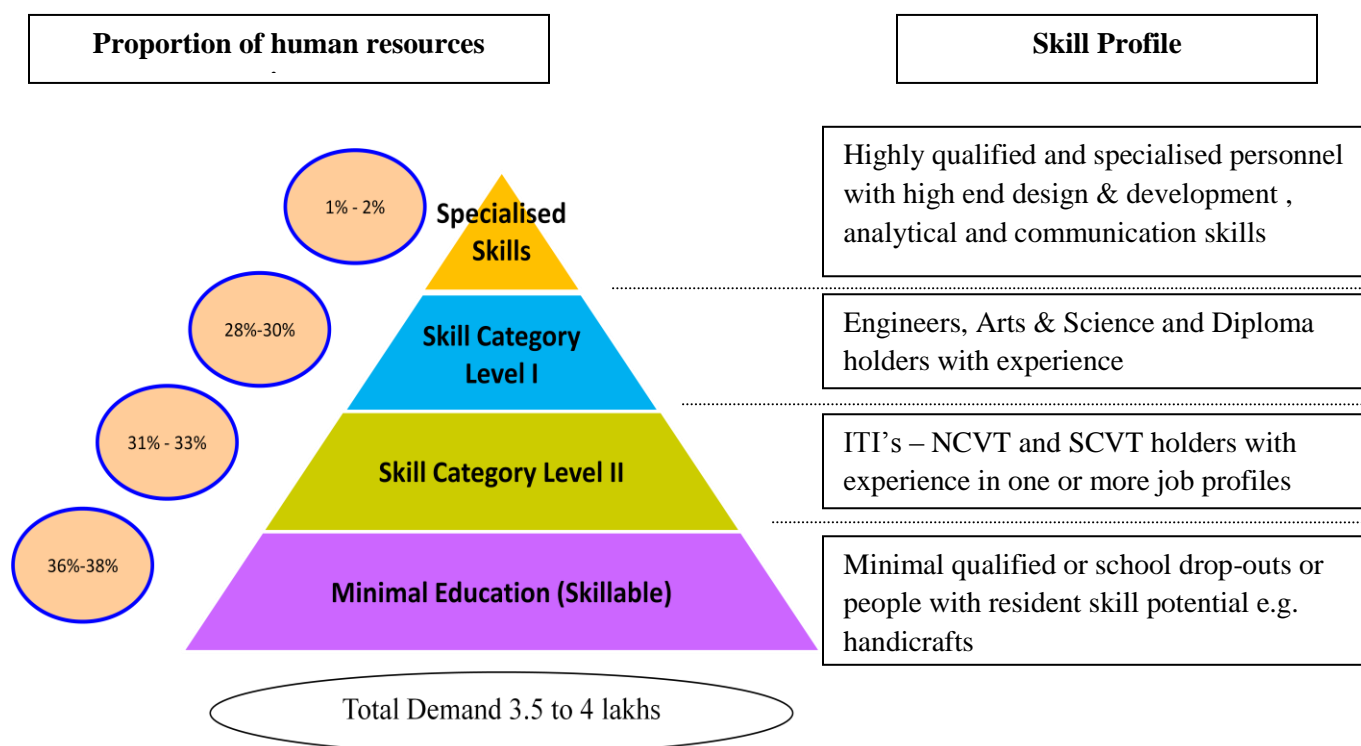 Proportion of human resources
Skill Profile
1% - 2%
Specialised
Skills
Highly qualified and specialised personnel
with high end design & development ,
analytical and communication skills
28%-30%
Skill Category
Level I
Engineers, Arts & Science and Diploma
holders with experience
31% - 33%
Skill Category Level II
ITI’s – NCVT and SCVT holders with
experience in one or more job profiles
36%-38%
Minimal Education (Skillable)
Minimal qualified or school drop-outs or
people with resident skill potential e.g.
handicrafts
Total Demand 3.5 to 4 lakhs